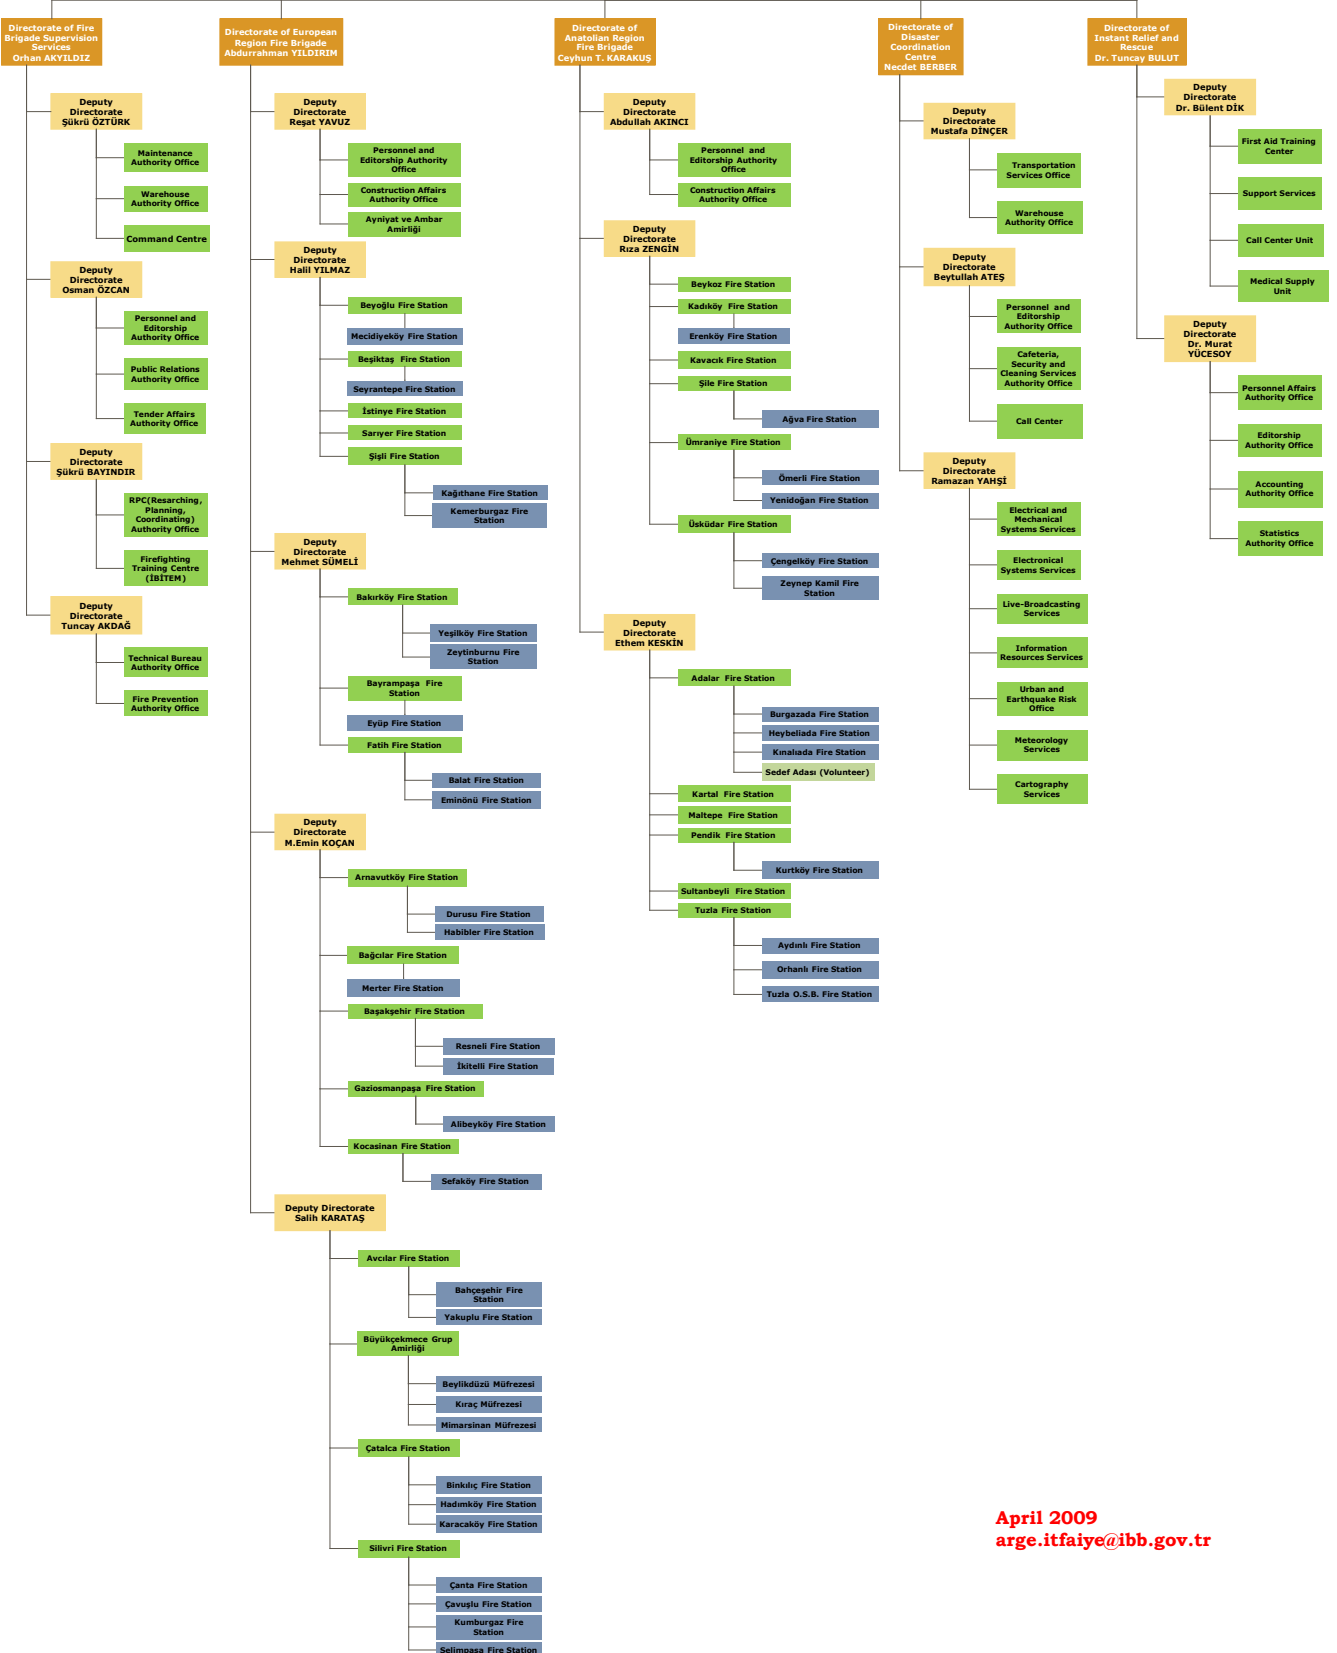 Directorate of Fire
Brigade Supervision
Services
Orhan AKYILDIZ
Deputy
Directorate
Şükrü ÖZTÜRK
Maintenance
Authority Office
Warehouse
Authority Office
Command Centre
Deputy
Directorate
Osman ÖZCAN
Personnel and
Editorship
Authority Office
Public Relations
Authority Office
Tender Affairs
Authority Office
Deputy
Directorate
Şükrü BAYINDIR
RPC(Resarching,
Planning,
Coordinating)
Authority Office
Firefighting
Training Centre
(İBİTEM)
Deputy
Directorate
Tuncay AKDAĞ
Technical Bureau
Authority Office
Fire Prevention
Authority Office
Directorate of European
Region Fire Brigade
Abdurrahman YILDIRIM
Deputy
Directorate
Reşat YAVUZ
Personnel and
Editorship Authority
Office
Construction Affairs
Authority Office
Ayniyat ve Ambar
Amirliği
Deputy
Directorate
Halil YILMAZ
Beyoğlu Fire Station
Mecidiyeköy Fire Station
Beşiktaş Fire Station
Seyrantepe Fire Station
İstinye Fire Station
Sarıyer Fire Station
Şişli Fire Station
Kağıthane Fire Station
Kemerburgaz Fire
Station
Deputy
Directorate
Mehmet SÜMELİ
Bakırköy Fire Station
Yeşilköy Fire Station
Zeytinburnu Fire
Station
Bayrampaşa Fire
Station
Eyüp Fire Station
Fatih Fire Station
Balat Fire Station
Eminönü Fire Station
Deputy
Directorate
M.Emin KOÇAN
Arnavutköy Fire Station
Durusu Fire Station
Habibler Fire Station
Bağcılar Fire Station
Merter Fire Station
Başakşehir Fire Station
Resneli Fire Station
İkitelli Fire Station
Gaziosmanpaşa Fire Station
Alibeyköy Fire Station
Kocasinan Fire Station
Sefaköy Fire Station
Deputy Directorate
Salih KARATAŞ
Avcılar Fire Station
Bahçeşehir Fire
Station
Yakuplu Fire Station
Büyükçekmece Grup
Amirliği
Beylikdüzü Müfrezesi
Kıraç Müfrezesi
Mimarsinan Müfrezesi
Çatalca Fire Station
Binkılıç Fire Station
Hadımköy Fire Station
Karacaköy Fire Station
Silivri Fire Station
Çanta Fire Station
Çavuşlu Fire Station
Kumburgaz Fire
Station
Selimpaşa Fire Station
Directorate of
Anatolian Region
Fire Brigade
Ceyhun T. KARAKUŞ
Deputy
Directorate
Abdullah AKINCI
Personnel and
Editorship Authority
Office
Construction Affairs
Authority Office
Deputy
Directorate
Rıza ZENGİN
Beykoz Fire Station
Kadıköy Fire Station
Erenköy Fire Station
Kavacık Fire Station
Şile Fire Station
Ağva Fire Station
Ümraniye Fire Station
Ömerli Fire Station
Yenidoğan Fire Station
Üsküdar Fire Station
Çengelköy Fire Station
Zeynep Kamil Fire
Station
Deputy
Directorate
Ethem KESKİN
Adalar Fire Station
Burgazada Fire Station
Heybeliada Fire Station
Kınalıada Fire Station
Sedef Adası (Volunteer)
Kartal Fire Station
Maltepe Fire Station
Pendik Fire Station
Kurtköy Fire Station
Sultanbeyli Fire Station
Tuzla Fire Station
Aydınlı Fire Station
Orhanlı Fire Station
Tuzla O.S.B. Fire Station
Directorate of
Disaster
Coordination
Centre
Necdet BERBER
Deputy
Directorate
Mustafa DİNÇER
Transportation
Services Office
Warehouse
Authority Office
Deputy
Directorate
Beytullah ATEŞ
Personnel and
Editorship
Authority Office
Cafeteria,
Security and
Cleaning Services
Authority Office
Call Center
Deputy
Directorate
Ramazan YAHŞİ
Electrical and
Mechanical
Systems Services
Electronical
Systems Services
Live-Broadcasting
Services
Information
Resources Services
Urban and
Earthquake Risk
Office
Meteorology
Services
Cartography
Services
Directorate of
Instant Relief and
Rescue
Dr. Tuncay BULUT
Deputy
Directorate
Dr. Bülent DİK
First Aid Training
Center
Support Services
Call Center Unit
Medical Supply
Unit
Deputy
Directorate
Dr. Murat
YÜCESOY
Personnel Affairs
Authority Office
Editorship
Authority Office
Accounting
Authority Office
Statistics
Authority Office
April 2009
arge.itfaiye@ibb.gov.tr